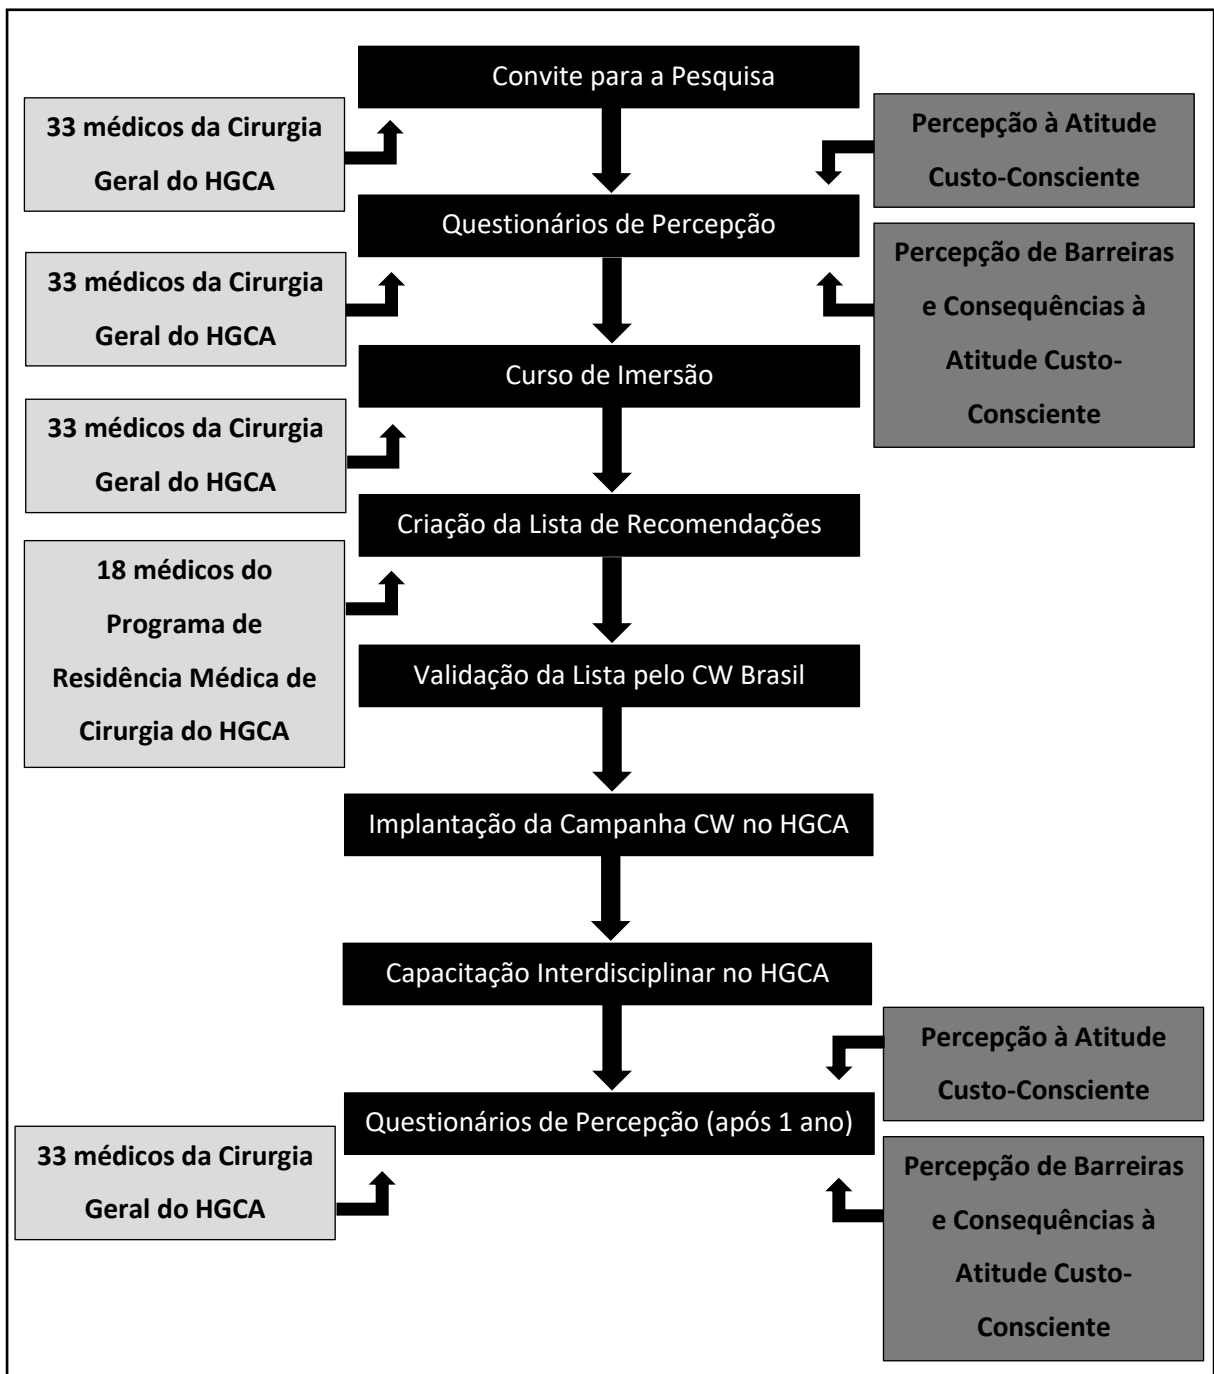 Convite para a Pesquisa
33 médicos da Cirurgia
Geral do HGCA
Percepção à Atitude
Custo-Consciente
Questionários de Percepção
33 médicos da Cirurgia
Geral do HGCA
Percepção de Barreiras
e Consequências à
Atitude Custo-
Consciente
Curso de Imersão
33 médicos da Cirurgia
Geral do HGCA
Criação da Lista de Recomendações
18 médicos do
Programa de
Residência Médica de
Cirurgia do HGCA
Validação da Lista pelo CW Brasil
Implantação da Campanha CW no HGCA
Capacitação Interdisciplinar no HGCA
Percepção à Atitude
Custo-Consciente
Questionários de Percepção (após 1 ano)
33 médicos da Cirurgia
Geral do HGCA
Percepção de Barreiras
e Consequências à
Atitude Custo-
Consciente